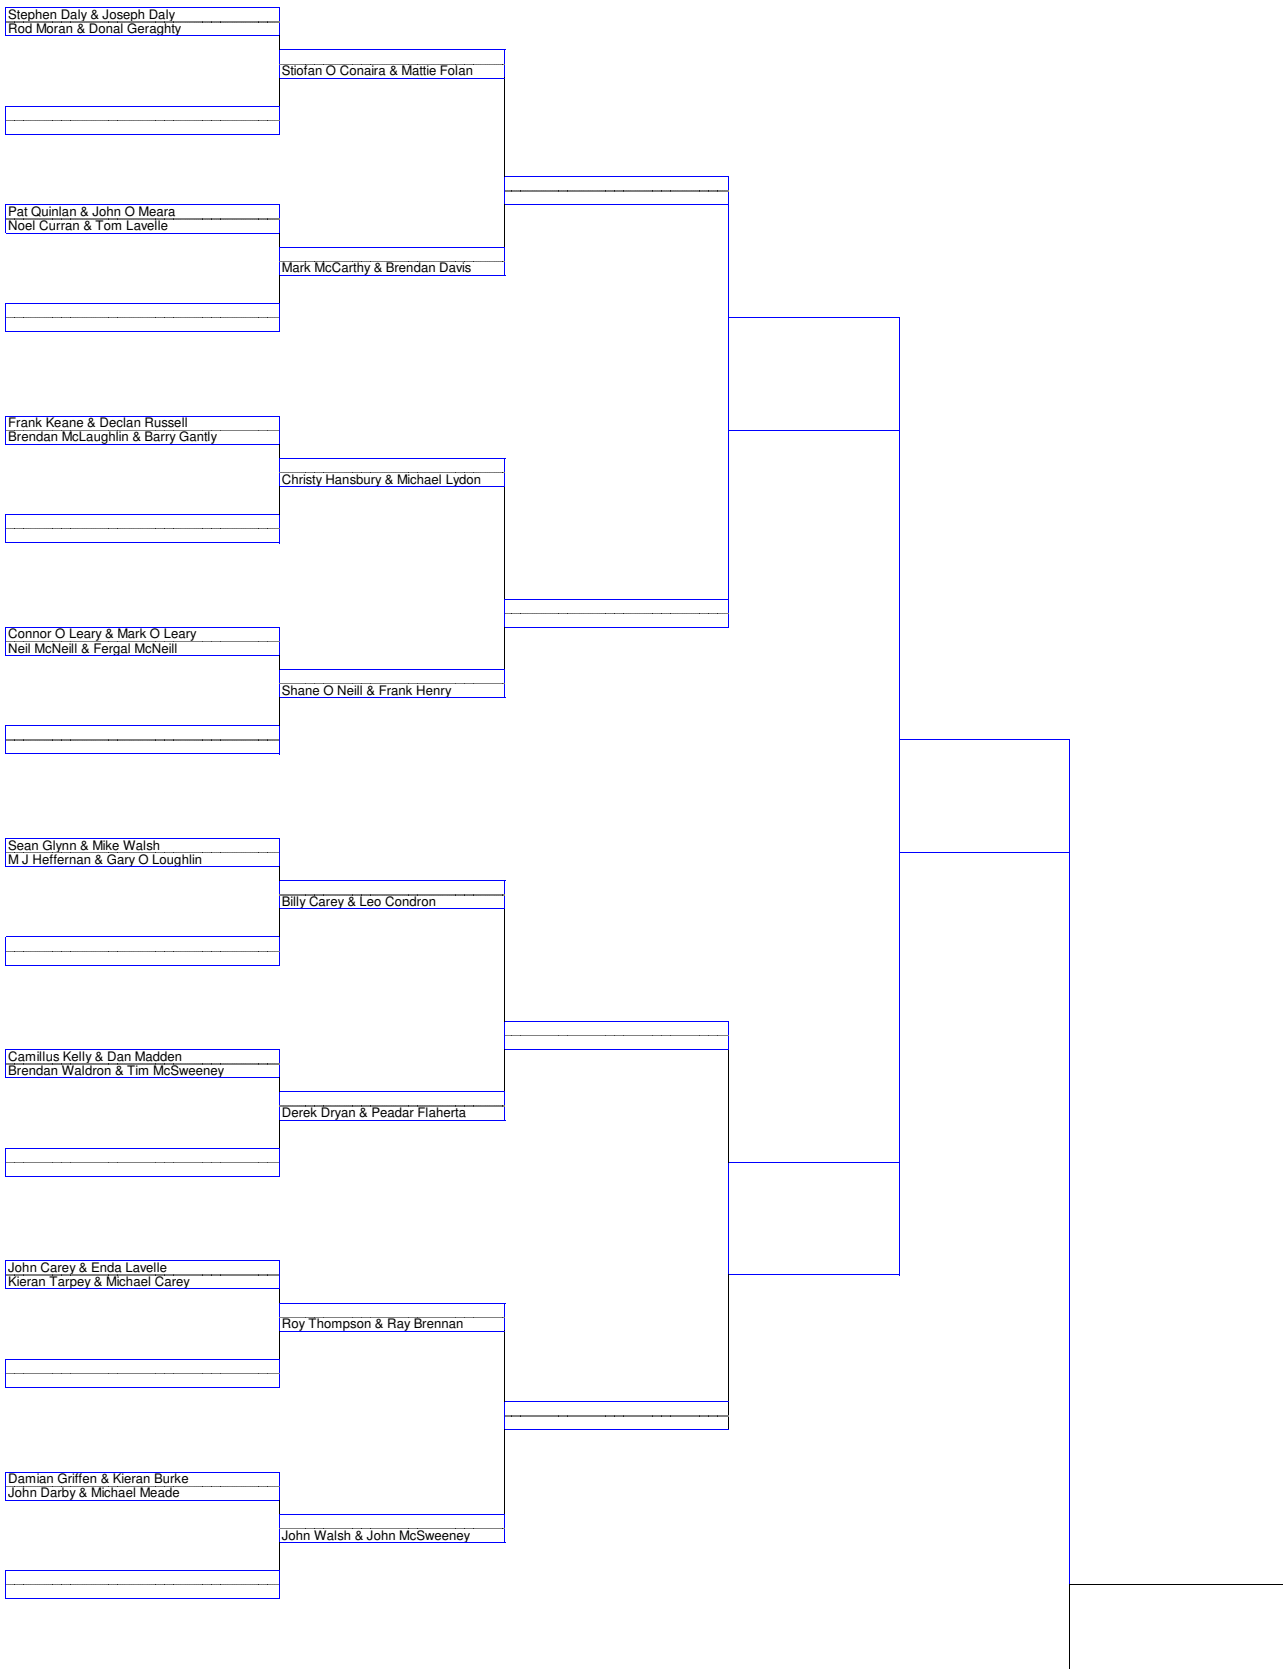 Stephen Daly & Joseph Daly
Rod Moran & Donal Geraghty
Stiofan O Conaira & Mattie Folan
Pat Quinlan & John O Meara
Noel Curran & Tom Lavelle
Mark McCarthy & Brendan Davis
Frank Keane & Declan Russell
Brendan McLaughlin & Barry Gantly
Christy Hansbury & Michael Lydon
Connor O Leary & Mark O Leary
Neil McNeill & Fergal McNeill
Shane O Neill & Frank Henry
Sean Glynn & Mike Walsh
M J Heffernan & Gary O Loughlin
Billy Carey & Leo Condron
Camillus Kelly & Dan Madden
Brendan Waldron & Tim McSweeney
Derek Dryan & Peadar Flaherta
John Carey & Enda Lavelle
Kieran Tarpey & Michael Carey
Roy Thompson & Ray Brennan
Damian Griffen & Kieran Burke
John Darby & Michael Meade
John Walsh & John McSweeney